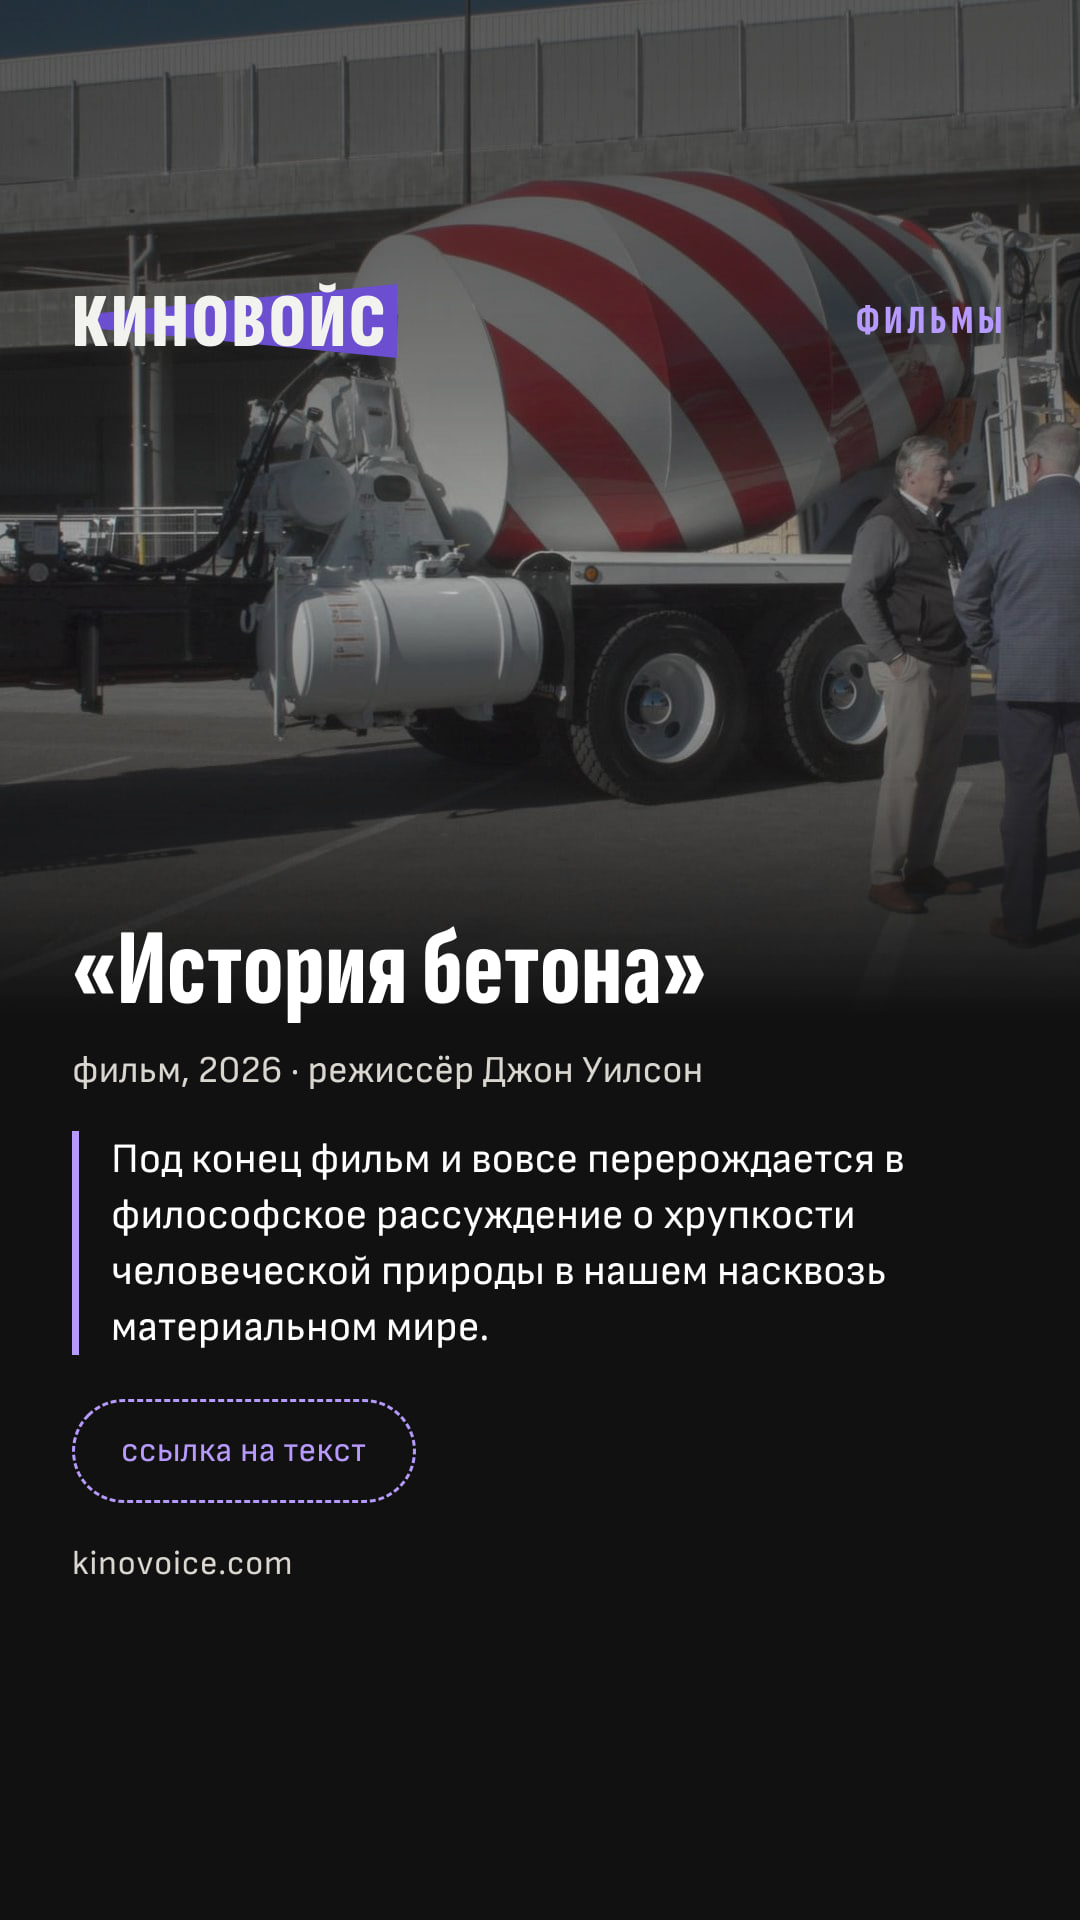 КИНОВОЙС
ФИЛЬМЫ
«История бетона»
фильм, 2026 · режиссёр Джон Уилсон
Под конец фильм и вовсе перерождается в
философское рассуждение о хрупкости
человеческой природы в нашем насквозь
материальном мире.
ссылка на текст
kinovoice.com